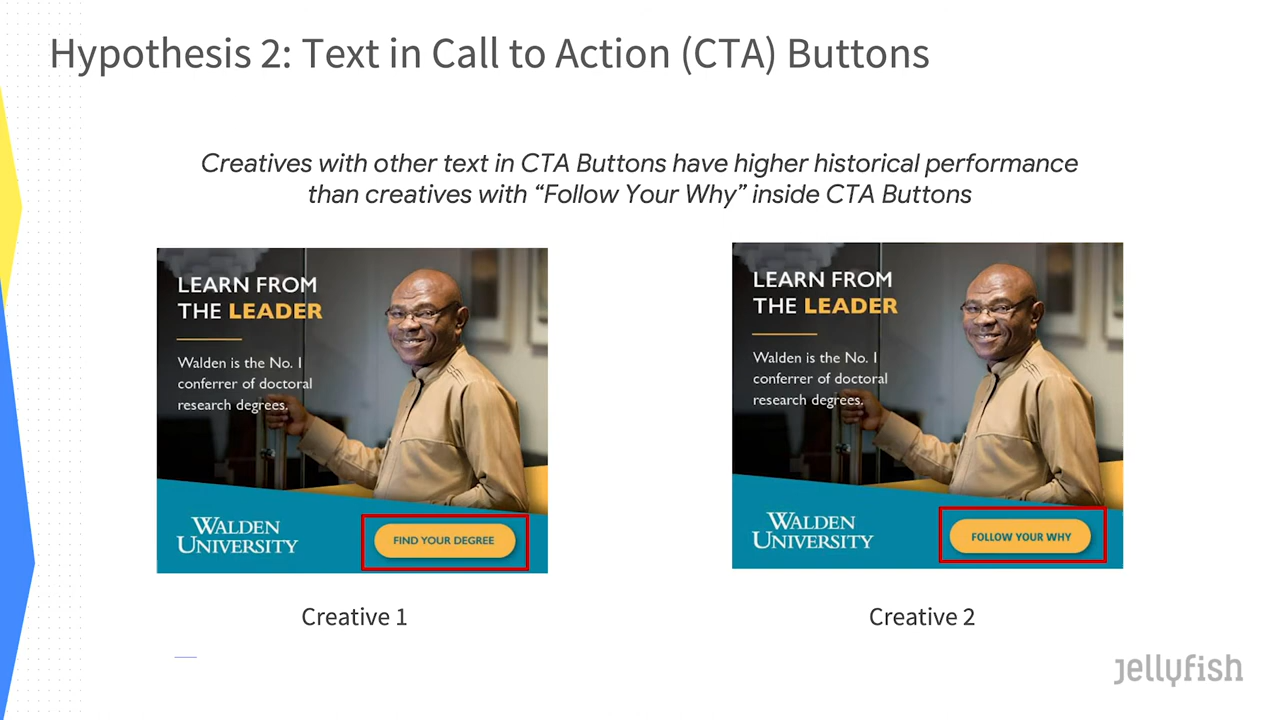 Hypothesis 2: Text in Call to Action (CTA) Buttons
Creatives with other text in CTA Buttons have higher historical performance
than creatives with “Follow Your Why” inside CTA Buttons
LEARN FROM
THE LEADER
Walden is the No. 1
conferrer of doctoral
research degrees.
WALDEN
UNIVERSITY
FIND YOUR DEGREE
Creative 1
LEARN FROM
THE LEADER
Walden is the No. 1
conferrer of doctoral
research degrees.
WALDEN
UNIVERSITY
FOLLOW YOUR WHY
Creative 2
jellyfish